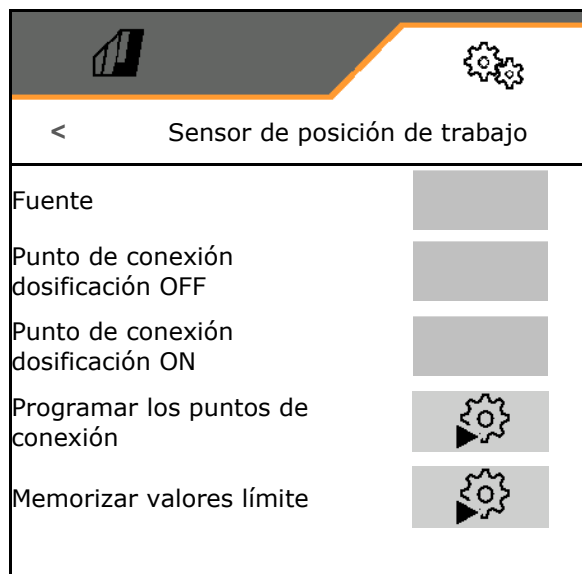 < Sensor de posición de trabajo
Fuente
Punto de conexión
dosificación OFF
Punto de conexión
dosificación ON
Programar los puntos de
conexión
Memorizar valores límite